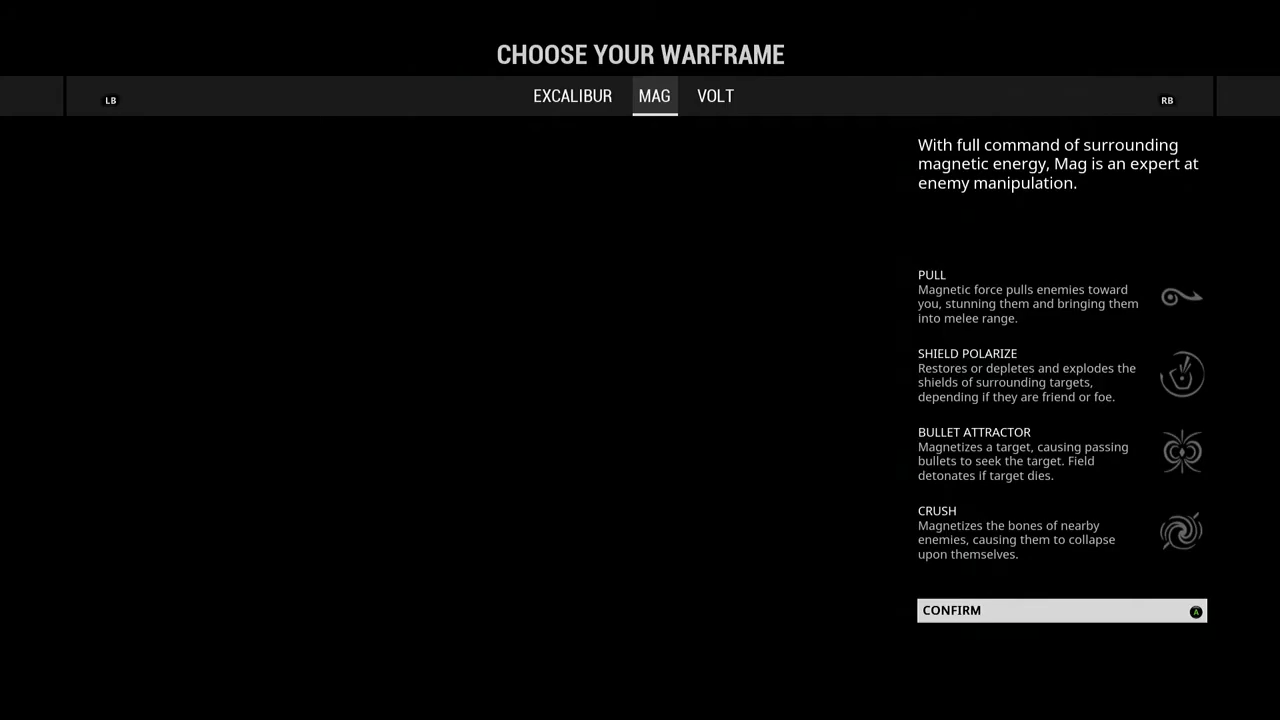 CHOOSE YOUR WARFRAME
LB
EXCALIBUR
MAG
VOLT
RB
With full command of surrounding
magnetic energy, Mag is an expert at
enemy manipulation.
PULL
Magnetic force pulls enemies toward
you, stunning them and bringing them
into melee range.
SHIELD POLARIZE
Restores or depletes and explodes the
shields of surrounding targets,
depending if they are friend or foe.
BULLET ATTRACTOR
Magnetizes a target, causing passing
bullets to seek the target. Field
detonates if target dies.
CRUSH
Magnetizes the bones of nearby
enemies, causing them to collapse
upon themselves.
CONFIRM
A